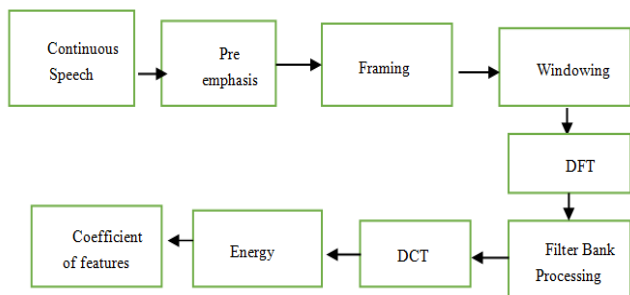 Continuous
Speech
Pre
emphasis
Framing
Windowing
DFT
Filter Bank
Processing
DCT
Energy
Coefficient
of features